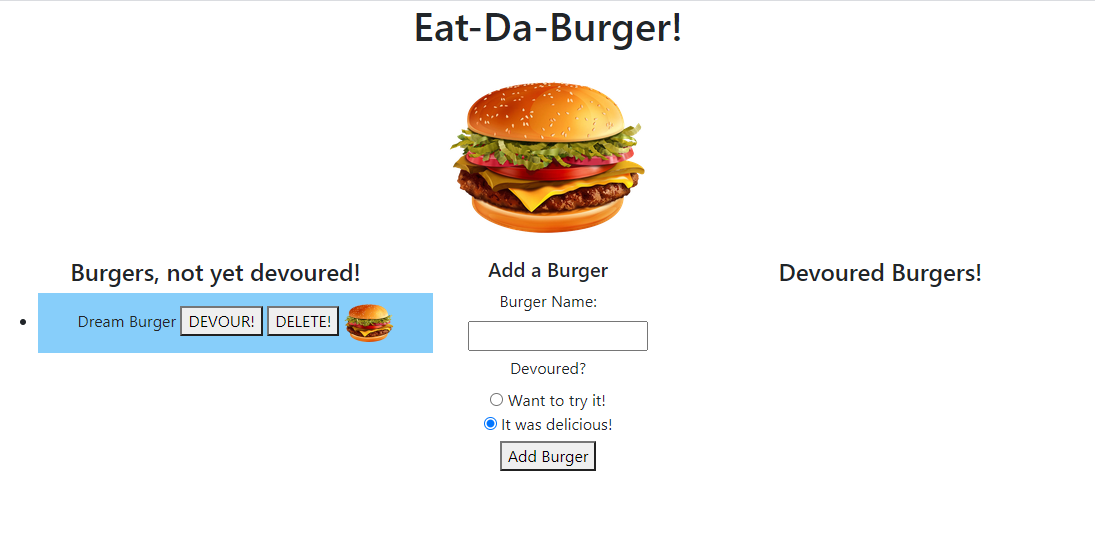 Eat-Da-Burger!
Burgers, not yet devoured!
Dream Burger DEVOUR! DELETE!
Add a Burger
Burger Name:
Devoured?
Want to try it!
It was delicious!
Add Burger
Devoured Burgers!